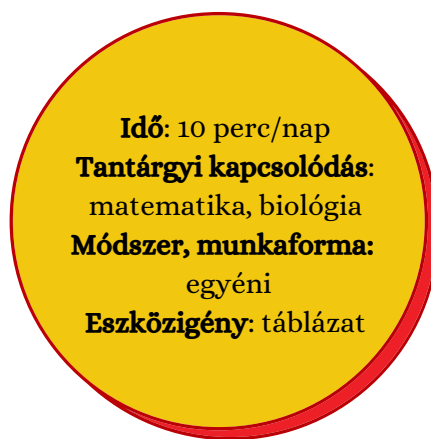 Idő: 10 perc/nap
Tantárgyi kapcsolódás:
matematika, biológia
Módszer, munkaforma:
egyéni
Eszközigény: táblázat